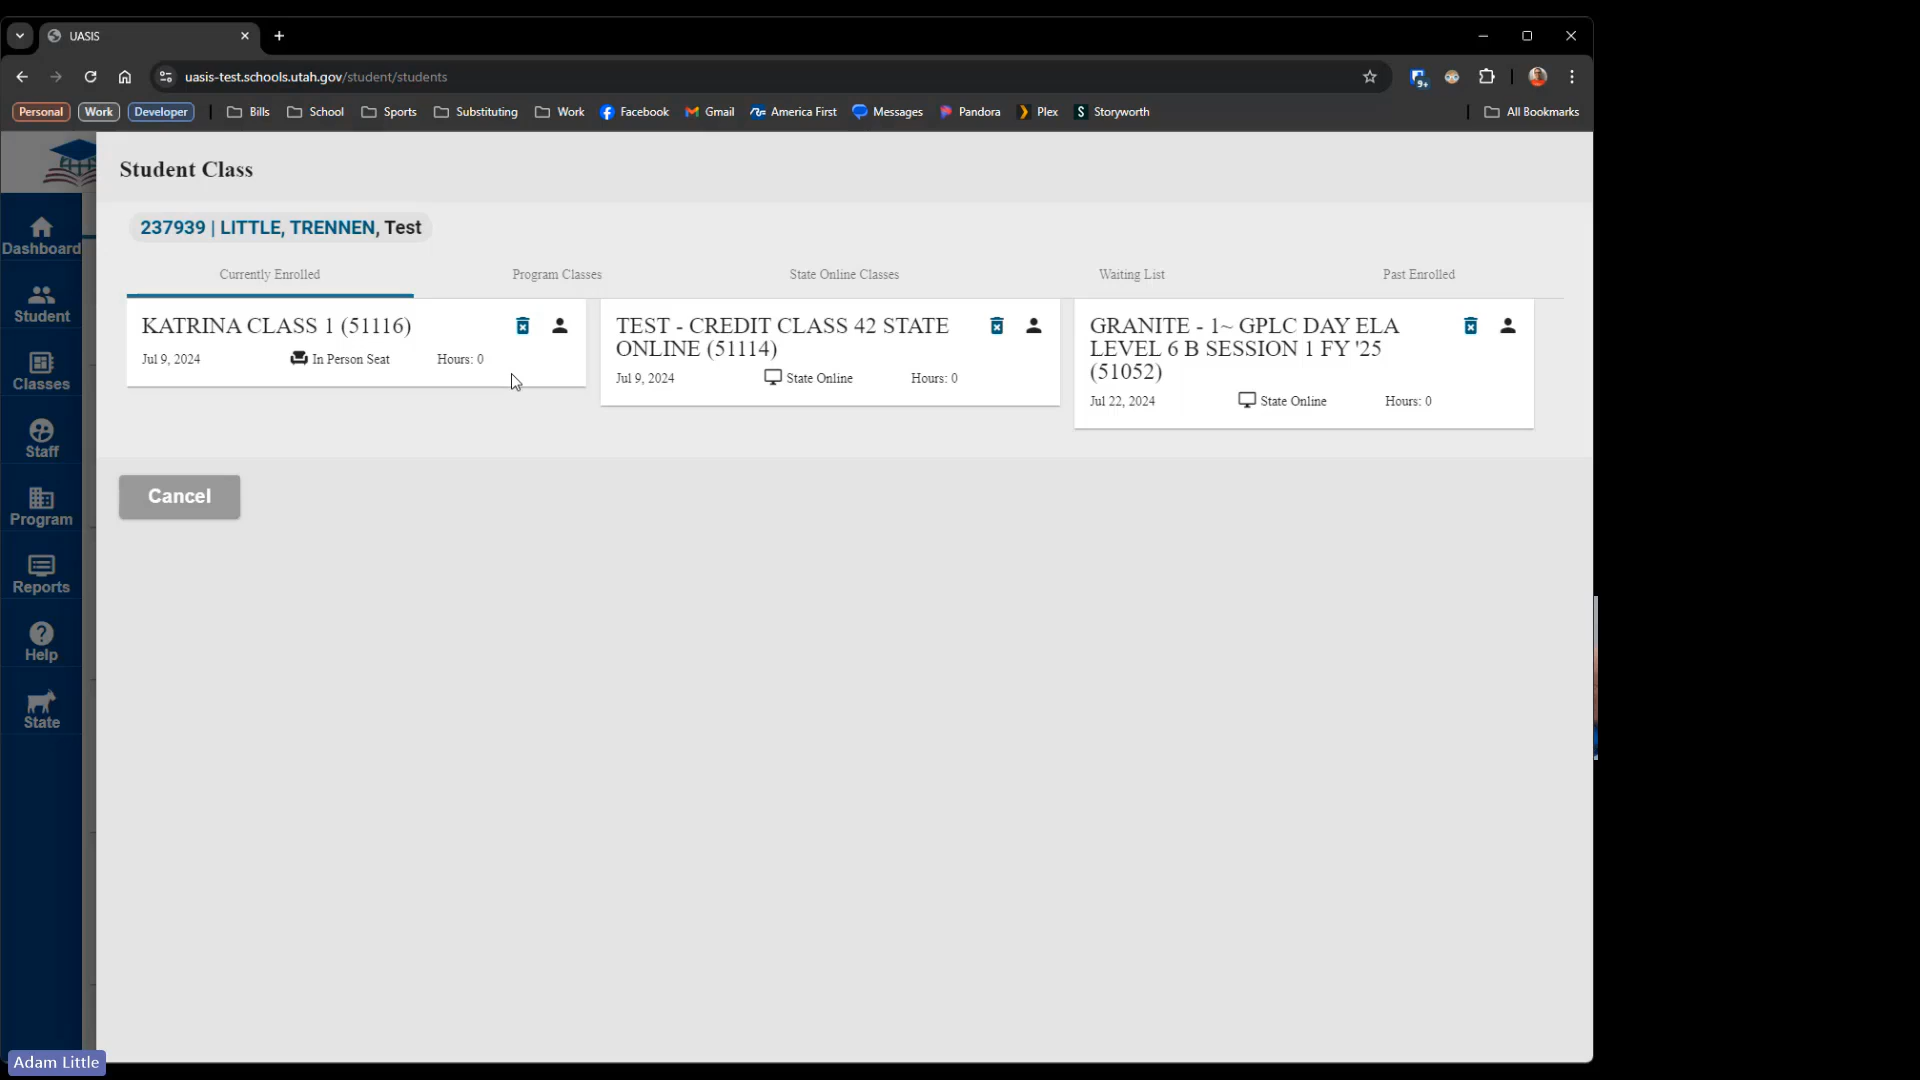 UASIS
uasis-test.schools.utah.gov/student/students
9+
Personal Work Developer Bills School Sports Substituting Work Facebook Gmail America First Messages Pandora Plex Storyworth All Bookmarks
Student Class
237939 | LITTLE, TRENNEN, Test
Currently Enrolled Program Classes State Online Classes Waiting List Past Enrolled
KATRINA CLASS 1 (51116)
Jul 9, 2024 In Person Seat Hours: 0
TEST - CREDIT CLASS 42 STATE
ONLINE (51114)
Jul 9, 2024 State Online Hours: 0
GRANITE - 1~ GPLC DAY ELA
LEVEL 6 B SESSION 1 FY '25
(51052)
Jul 22, 2024 State Online Hours: 0
Cancel
Dashboard
Student
Classes
Staff
Program
Reports
Help
State
Adam Little